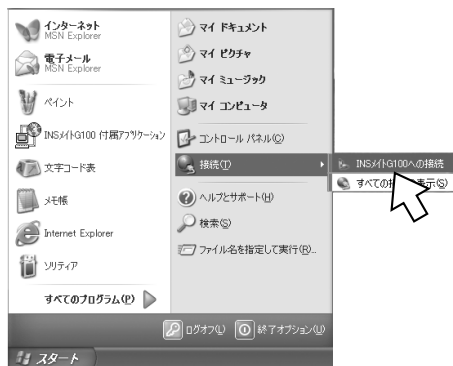 インターネット
MSN Explorer
電子メール
MSN Explorer
ペイント
INSﾒｲﾄG100 付属ｱﾌﾟﾘｹｰｼｮﾝ
文字コード表
メモ帳
Internet Explorer
ソリティア
すべてのプログラム(P)
マイ ドキュメント
マイ ピクチャ
マイ ミュージック
マイ コンピュータ
コントロール パネル(C)
接続(T)
ヘルプとサポート(H)
検索(S)
ファイル名を指定して実行(R)...
INSﾒｲﾄG100への接続
すべての接 表示(S)
ログオフ(L)
終了オプション(U)
スタート